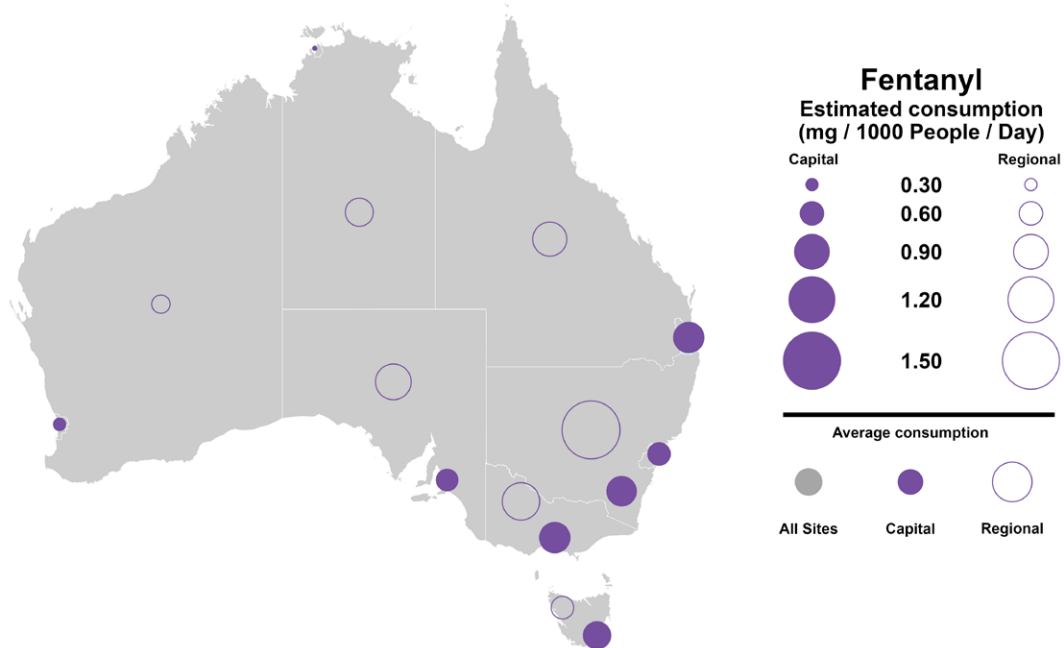 Fentanyl
Estimated consumption
(mg / 1000 People / Day)
Capital Regional
0.30
0.60
0.90
1.20
1.50
Average consumption
All Sites Capital Regional